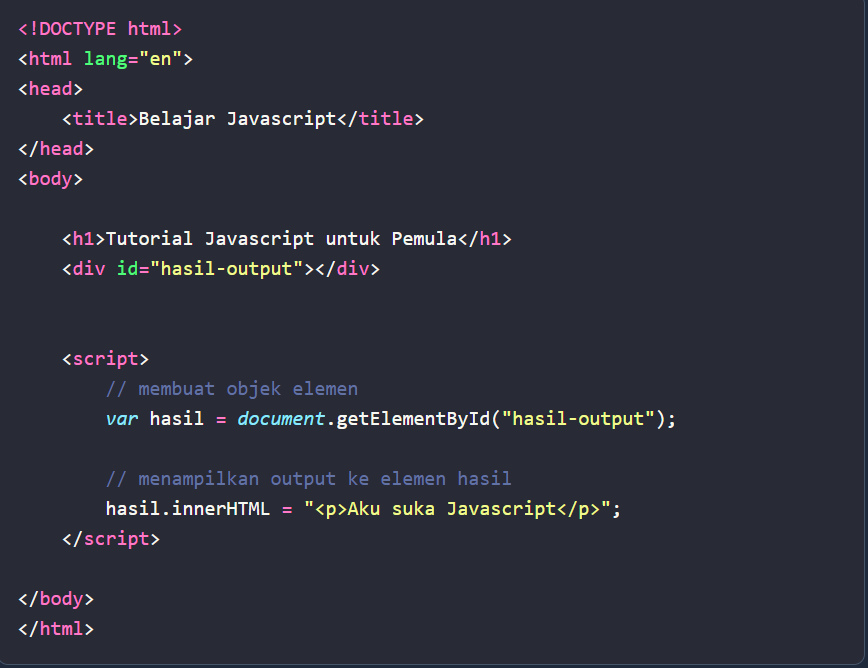 <!DOCTYPE html>
<html lang="en">
<head>
    <title>Belajar Javascript</title>
</head>
<body>

    <h1>Tutorial Javascript untuk Pemula</h1>
    <div id="hasil-output"></div>


    <script>
        // membuat objek elemen
        var hasil = document.getElementById("hasil-output");

        // menampilkan output ke elemen hasil
        hasil.innerHTML = "<p>Aku suka Javascript</p>";
    </script>

</body>
</html>